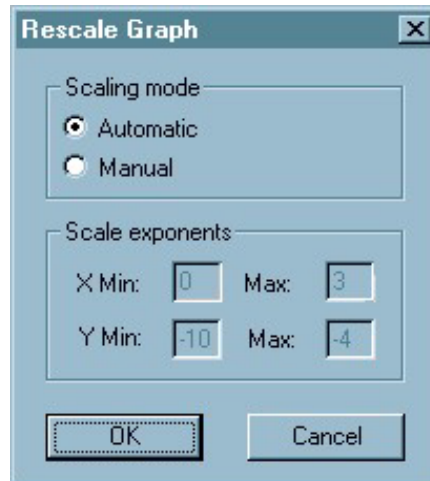 Rescale Graph
Scaling mode
Automatic
Manual
Scale exponents
X Min: 0 Max: 3
Y Min: -10 Max: -4
OK Cancel